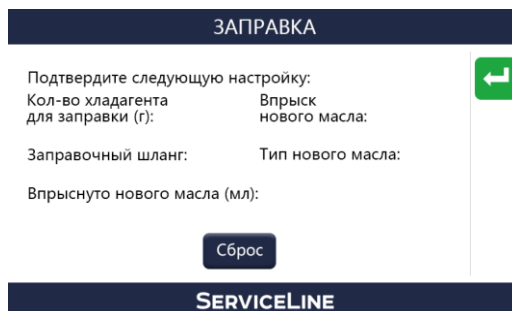 ЗАПРАВКА
Подтвердите следующую настройку:
Кол-во хладагента
для заправки (г):
Впрыск
нового масла:
Заправочный шланг:
Тип нового масла:
Впрыснуто нового масла (мл):
Сброс
SERVICELINE